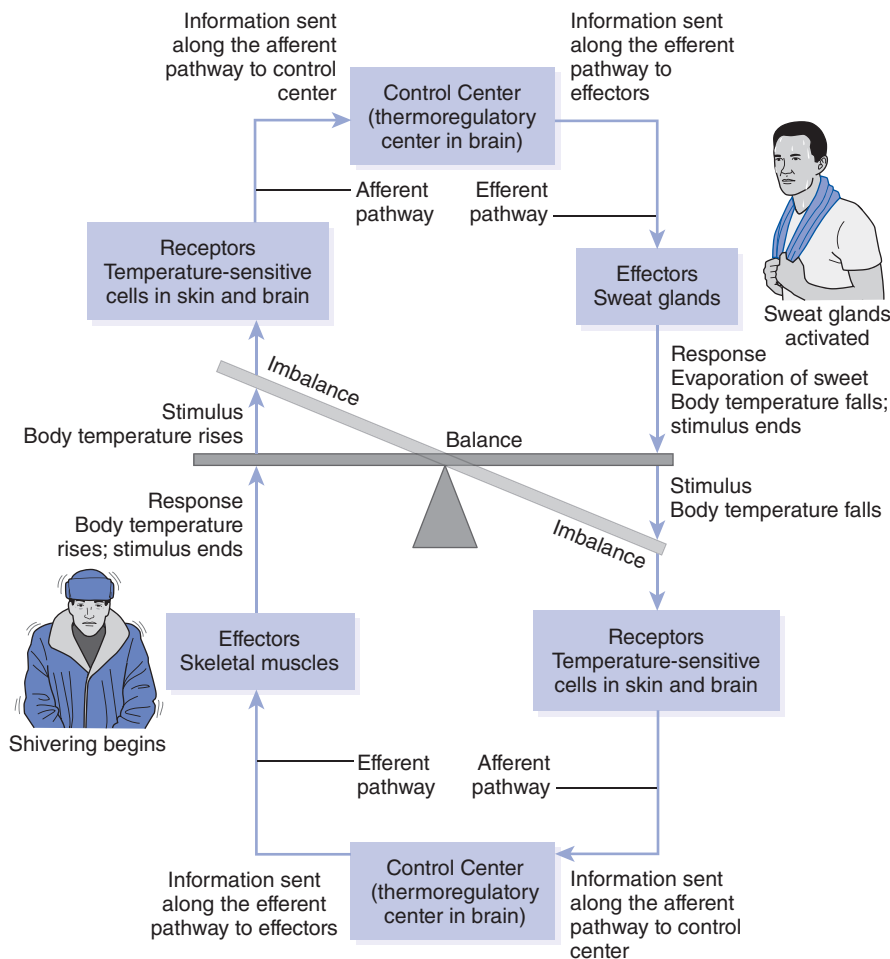 Information sent
along the afferent
pathway to control
center
Information sent
along the efferent
pathway to
effectors
Control Center
(thermoregulatory
center in brain)
Afferent
pathway
Efferent
pathway
Receptors
Temperature-sensitive
cells in skin and brain
Effectors
Sweat glands
Sweat glands
activated
Response
Evaporation of sweet
Body temperature falls;
stimulus ends
Imbalance
Stimulus
Body temperature rises
Balance
Stimulus
Body temperature falls
Imbalance
Response
Body temperature
rises; stimulus ends
Effectors
Skeletal muscles
Shivering begins
Receptors
Temperature-sensitive
cells in skin and brain
Efferent
pathway
Afferent
pathway
Control Center
(thermoregulatory
center in brain)
Information sent
along the efferent
pathway to effectors
Information sent
along the afferent
pathway to control
center